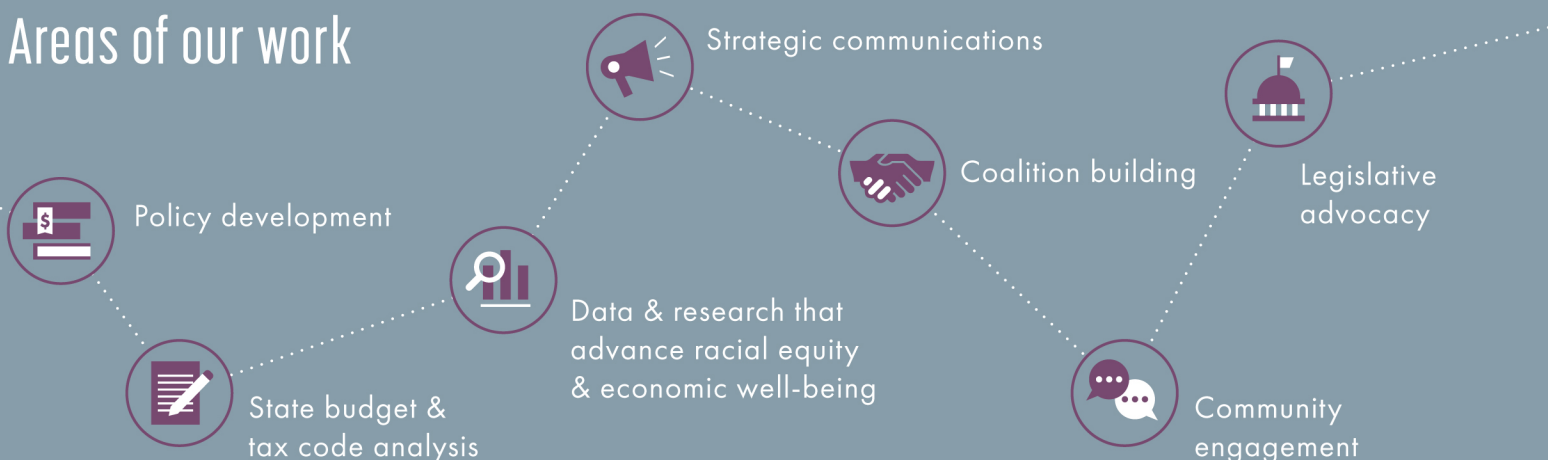 Areas of our work
Policy development
State budget &
tax code analysis
Data & research that
advance racial equity
& economic well-being
Strategic communications
Coalition building
Community
engagement
Legislative
advocacy
$